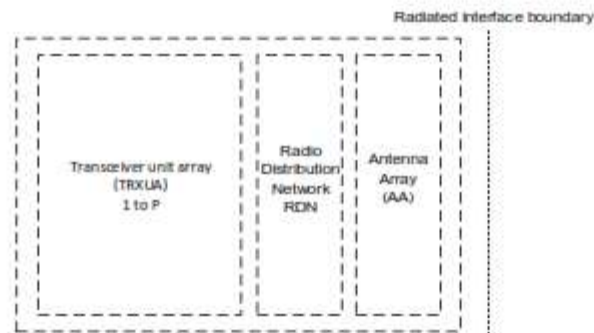 Radiated interface boundary
Transceiver unit array
(TRXUA)
1 to P
Radio
Distribution
Network
RDN
Antenna
Array
(AA)